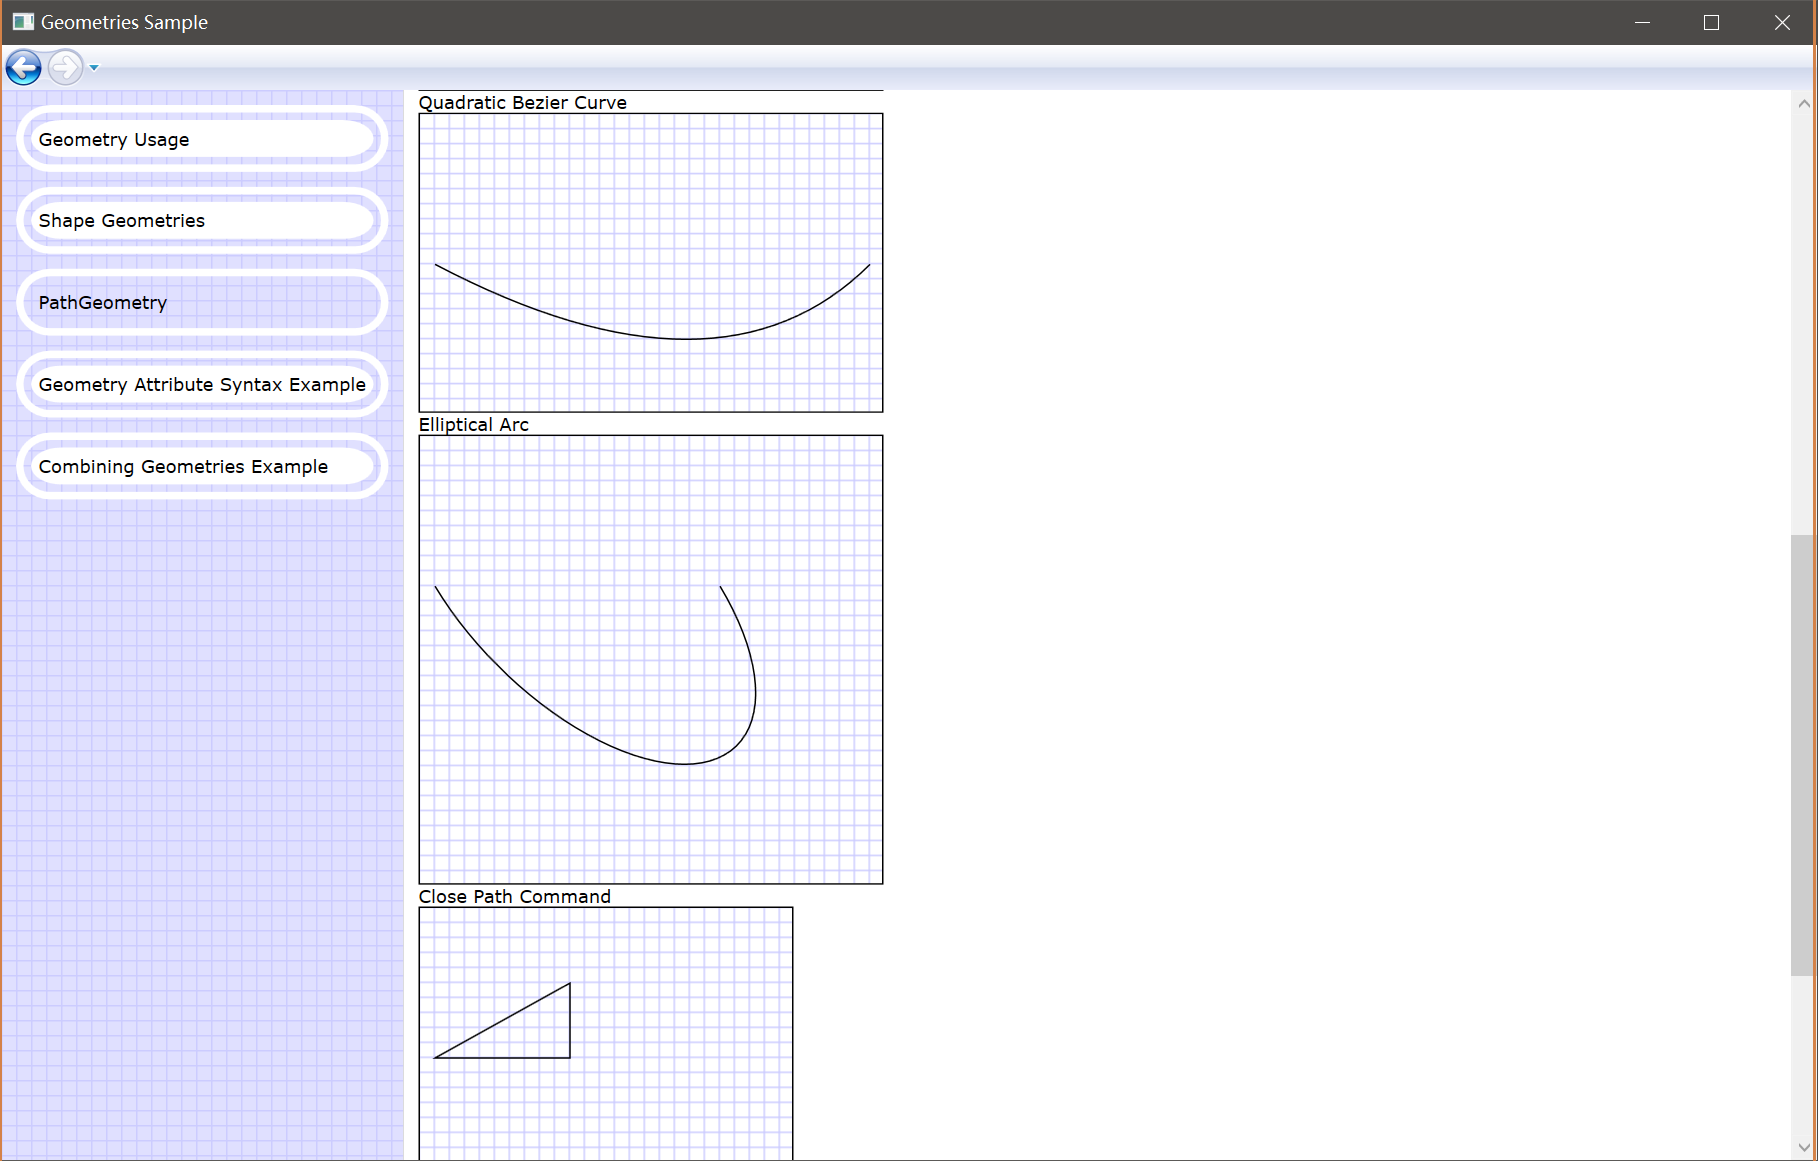 Geometries Sample
Geometry Usage
Shape Geometries
PathGeometry
Geometry Attribute Syntax Example
Combining Geometries Example
Quadratic Bezier Curve
Elliptical Arc
Close Path Command